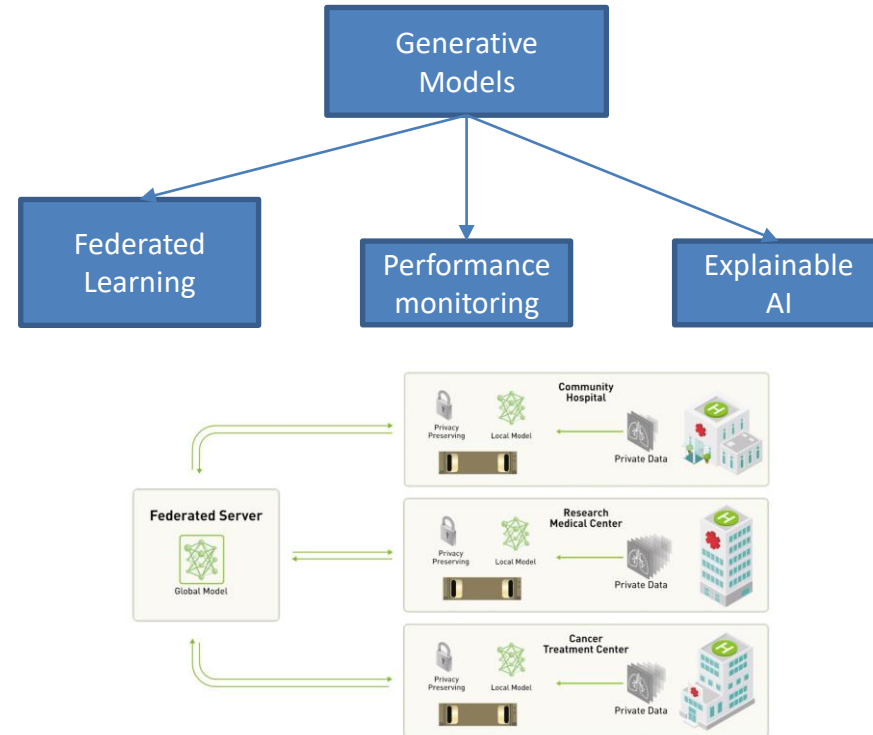 Generative
Models
Federated
Learning
Performance
monitoring
Explainable
AI
Community
Hospital
Privacy
Preserving
Local Model
Private Data
Federated Server
Global Model
Research
Medical Center
Privacy
Preserving
Local Model
Private Data
Cancer
Treatment Center
Privacy
Preserving
Local Model
Private Data
H
H
H